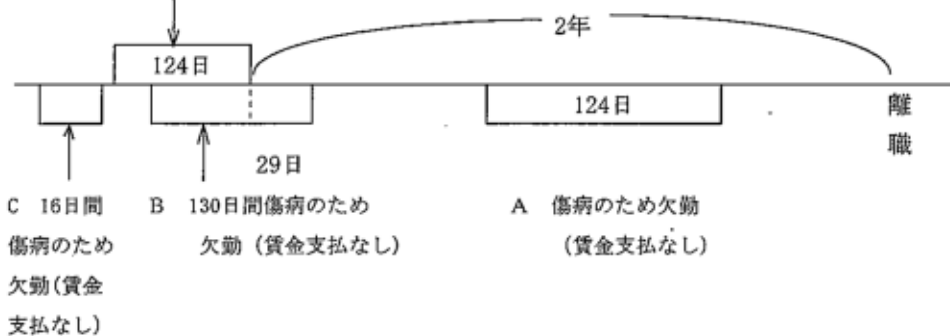 2年
124日
124日
離
職
29日
C 16日間
傷病のため
欠勤(賃金
支払なし)
B 130日間傷病のため
欠勤(賃金支払なし)
A 傷病のため欠勤
(賃金支払なし)